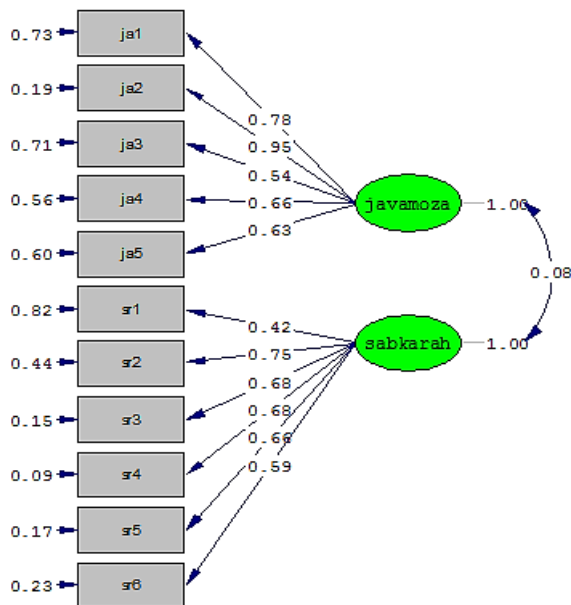 0.73 ja1
0.19 ja2
0.71 ja3
0.56 ja4
0.60 ja5
0.82 sr1
0.44 sr2
0.15 sr3
0.09 sr4
0.17 sr5
0.23 sr6
0.78
0.95
0.54
0.66
0.63
0.42
0.75
0.68
0.68
0.66
0.59
javamoza 1.00
sabkarah 1.00
0.08